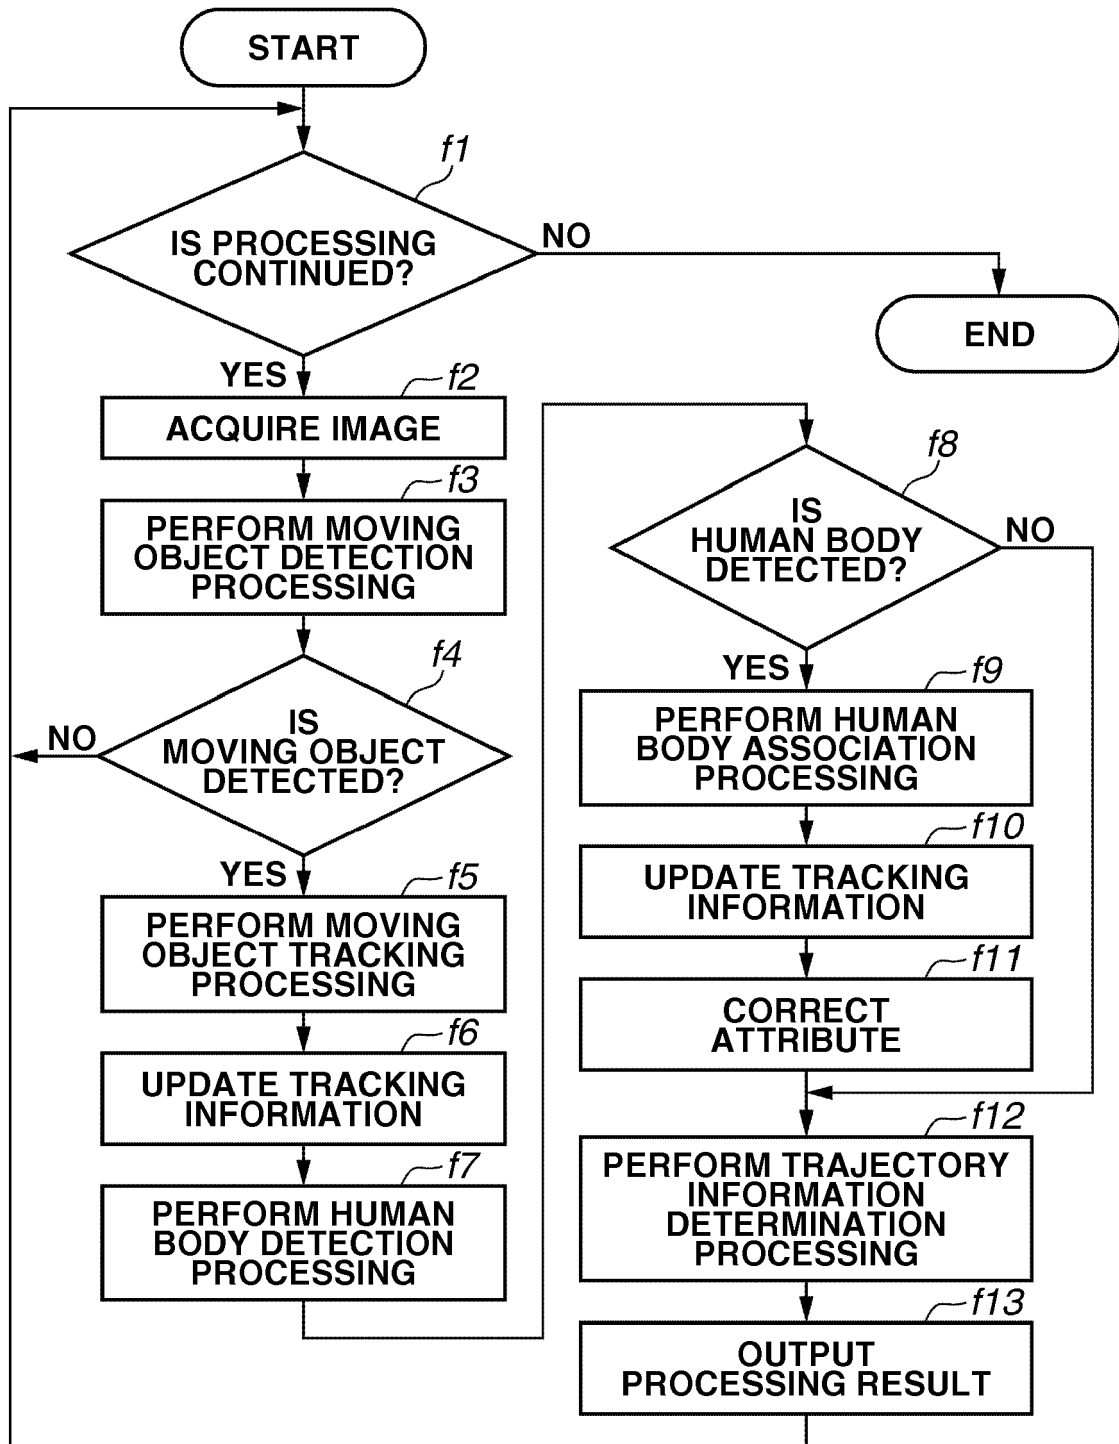 START
f1
IS PROCESSING
CONTINUED?
NO
END
YES
f2
ACQUIRE IMAGE
f3
PERFORM MOVING
OBJECT DETECTION
PROCESSING
f4
IS
MOVING OBJECT
DETECTED?
NO
YES
f5
PERFORM MOVING
OBJECT TRACKING
PROCESSING
f6
UPDATE TRACKING
INFORMATION
f7
PERFORM HUMAN
BODY DETECTION
PROCESSING
f8
IS
HUMAN BODY
DETECTED?
NO
YES
f9
PERFORM HUMAN
BODY ASSOCIATION
PROCESSING
f10
UPDATE TRACKING
INFORMATION
f11
CORRECT
ATTRIBUTE
f12
PERFORM TRAJECTORY
INFORMATION
DETERMINATION
PROCESSING
f13
OUTPUT
PROCESSING RESULT